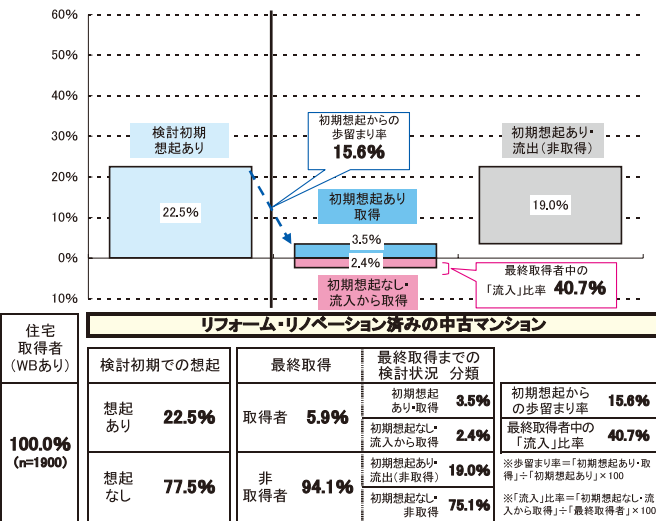 60%
50%
40%
30%
20%
10%
0%
10%
検討初期
想起あり
22.5%
初期想起からの
歩留まり率
15.6%
初期想起あり
取得
3.5%
2.4%
初期想起なし・
流入から取得
初期想起あり・
流出(非取得)
19.0%
最終取得者中の
「流入」比率 40.7%
住宅
取得者
(WBあり)
100.0%
(n=1900)
リフォーム・リノベーション済みの中古マンション
検討初期での想起
想起
あり
22.5%
想起
なし
77.5%
最終取得
取得者 5.9%
非
取得者
94.1%
最終取得までの
検討状況 分類
初期想起
あり・取得
3.5%
初期想起なし・
流入から取得
2.4%
初期想起あり・
流出(非取得)
19.0%
初期想起なし・
非取得
75.1%
初期想起から
の歩留まり率
15.6%
最終取得者中の
「流入」比率
40.7%
※歩留まり率=「初期想起あり・取
得」÷「初期想起あり」×100
※「流入」比率=「初期想起なし・流
入から取得」÷「最終取得者」×100